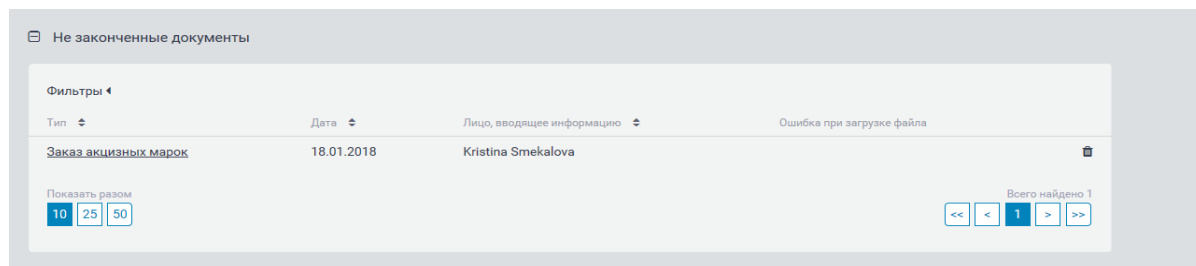 Не законченные документы
Фильтры
Тип Дата Лицо, вводящее информацию Ошибка при загрузке файла
Заказ акцизных марок 18.01.2018 Kristina Smekalova
Показать разом Всего найдено 1
10 25 50 << < 1 > >>